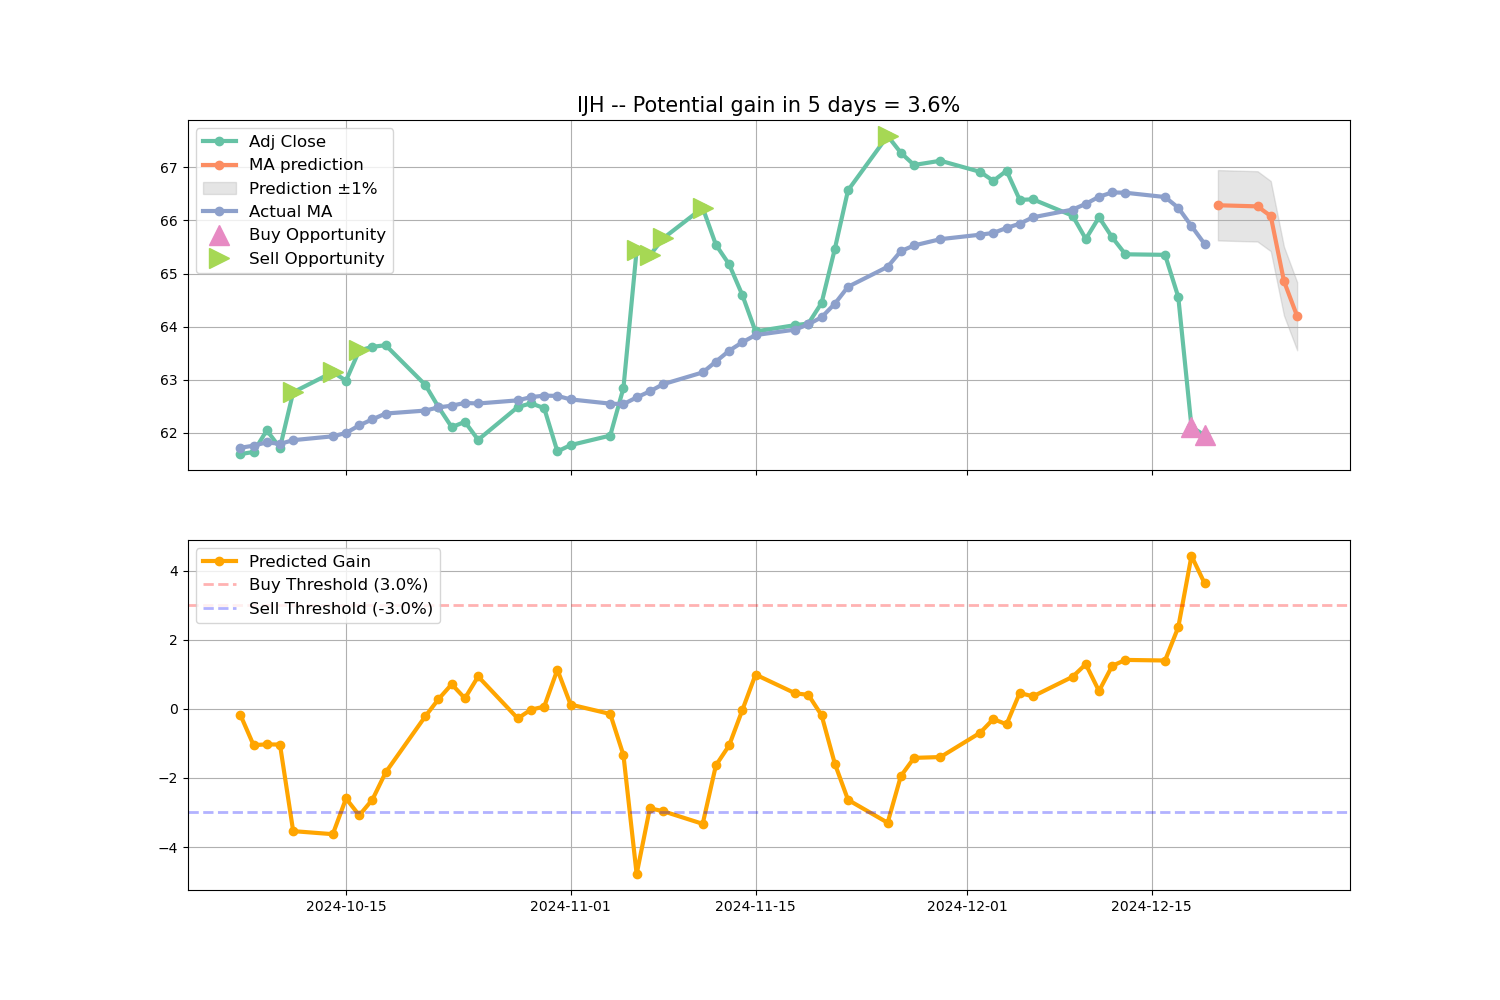 IJH -- Potential gain in 5 days = 3.6%
Adj Close
MA prediction
Prediction ±1%
Actual MA
Buy Opportunity
Sell Opportunity
67
66
65
64
63
62
Predicted Gain
Buy Threshold (3.0%)
Sell Threshold (-3.0%)
4
2
0
−2
−4
2024-10-15
2024-11-01
2024-11-15
2024-12-01
2024-12-15